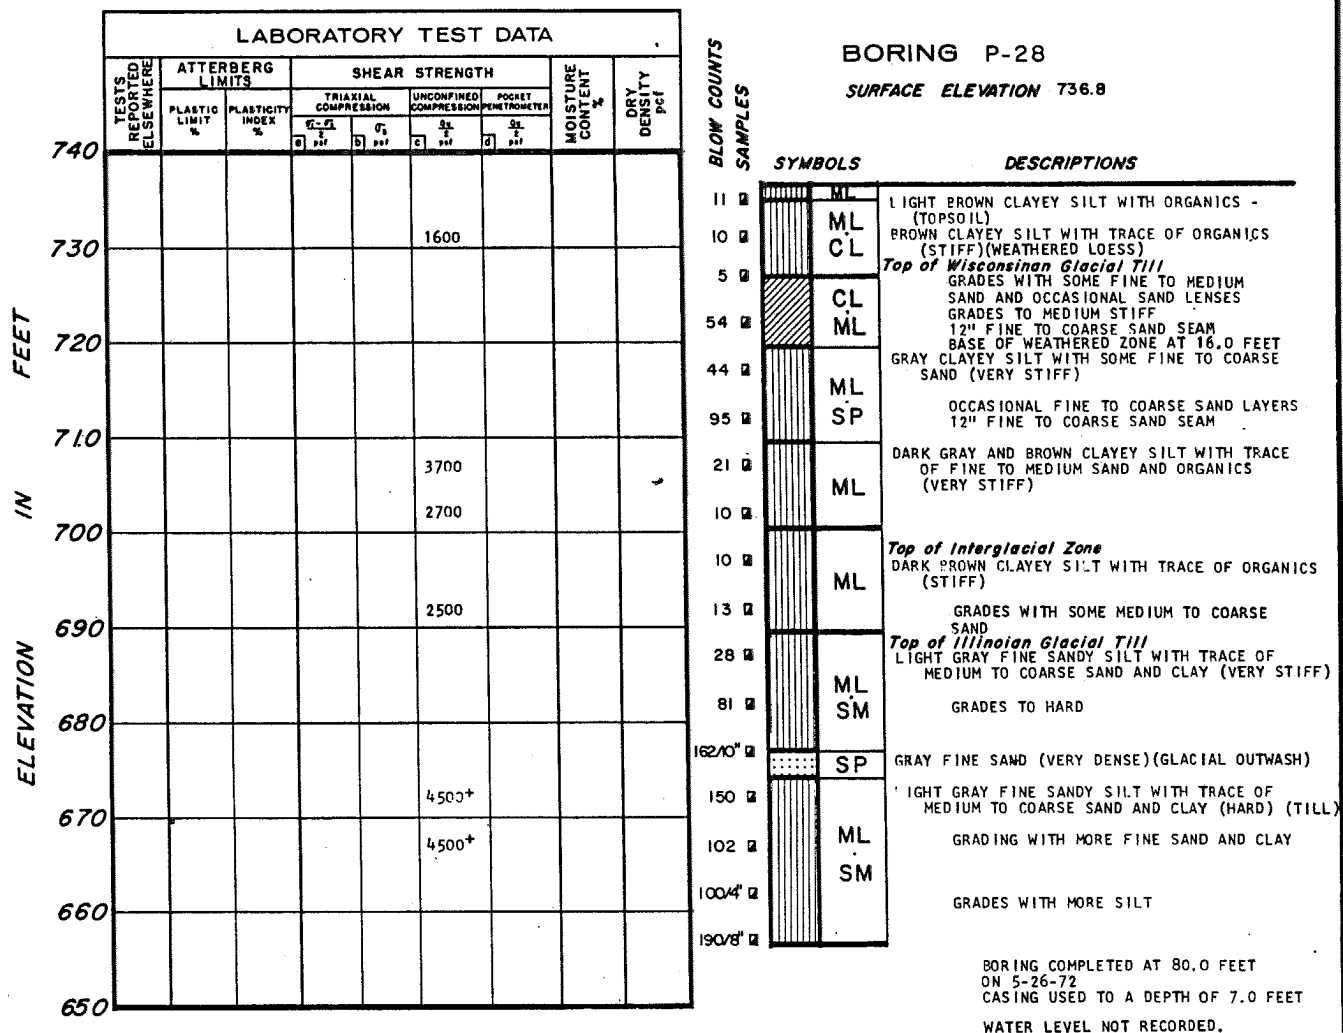 LABORATORY TEST DATA
TESTS REPORTED ELSEWHERE
ATTERBERG LIMITS
SHEAR STRENGTH
MOISTURE CONTENT %
DRY DENSITY pcf
PLASTIC LIMIT %
PLASTICITY INDEX %
TRIAXIAL COMPRESSION
UNCONFINED COMPRESSION
POCKET PENETROMETER
a
b
c
d
BLOW COUNTS
SAMPLES
BORING P-28
SURFACE ELEVATION 736.8
SYMBOLS
DESCRIPTIONS
ELEVATION IN FEET
740
730
720
710
700
690
680
670
660
650
1600
3700
2700
2500
4500+
4500+
11
10
5
54
44
95
21
10
10
13
28
81
162/10"
150
102
100/4"
190/8"
ML
ML
CL
CL
ML
ML
SP
ML
ML
ML
SM
SP
ML
SM
LIGHT BROWN CLAYEY SILT WITH ORGANICS -
(TOPSOIL)
BROWN CLAYEY SILT WITH TRACE OF ORGANICS
(STIFF)(WEATHERED LOESS)
Top of Wisconsinan Glacial Till
GRADES WITH SOME FINE TO MEDIUM
SAND AND OCCASIONAL SAND LENSES
GRADES TO MEDIUM STIFF
12" FINE TO COARSE SAND SEAM
BASE OF WEATHERED ZONE AT 16.0 FEET
GRAY CLAYEY SILT WITH SOME FINE TO COARSE
SAND (VERY STIFF)
OCCASIONAL FINE TO COARSE SAND LAYERS
12" FINE TO COARSE SAND SEAM
DARK GRAY AND BROWN CLAYEY SILT WITH TRACE
OF FINE TO MEDIUM SAND AND ORGANICS
(VERY STIFF)
Top of Interglacial Zone
DARK BROWN CLAYEY SILT WITH TRACE OF ORGANICS
(STIFF)
GRADES WITH SOME MEDIUM TO COARSE
SAND
Top of Illinoian Glacial Till
LIGHT GRAY FINE SANDY SILT WITH TRACE OF
MEDIUM TO COARSE SAND AND CLAY (VERY STIFF)
GRADES TO HARD
GRAY FINE SAND (VERY DENSE)(GLACIAL OUTWASH)
LIGHT GRAY FINE SANDY SILT WITH TRACE OF
MEDIUM TO COARSE SAND AND CLAY (HARD) (TILL)
GRADING WITH MORE FINE SAND AND CLAY
GRADES WITH MORE SILT
BORING COMPLETED AT 80.0 FEET
ON 5-26-72
CASING USED TO A DEPTH OF 7.0 FEET
WATER LEVEL NOT RECORDED.